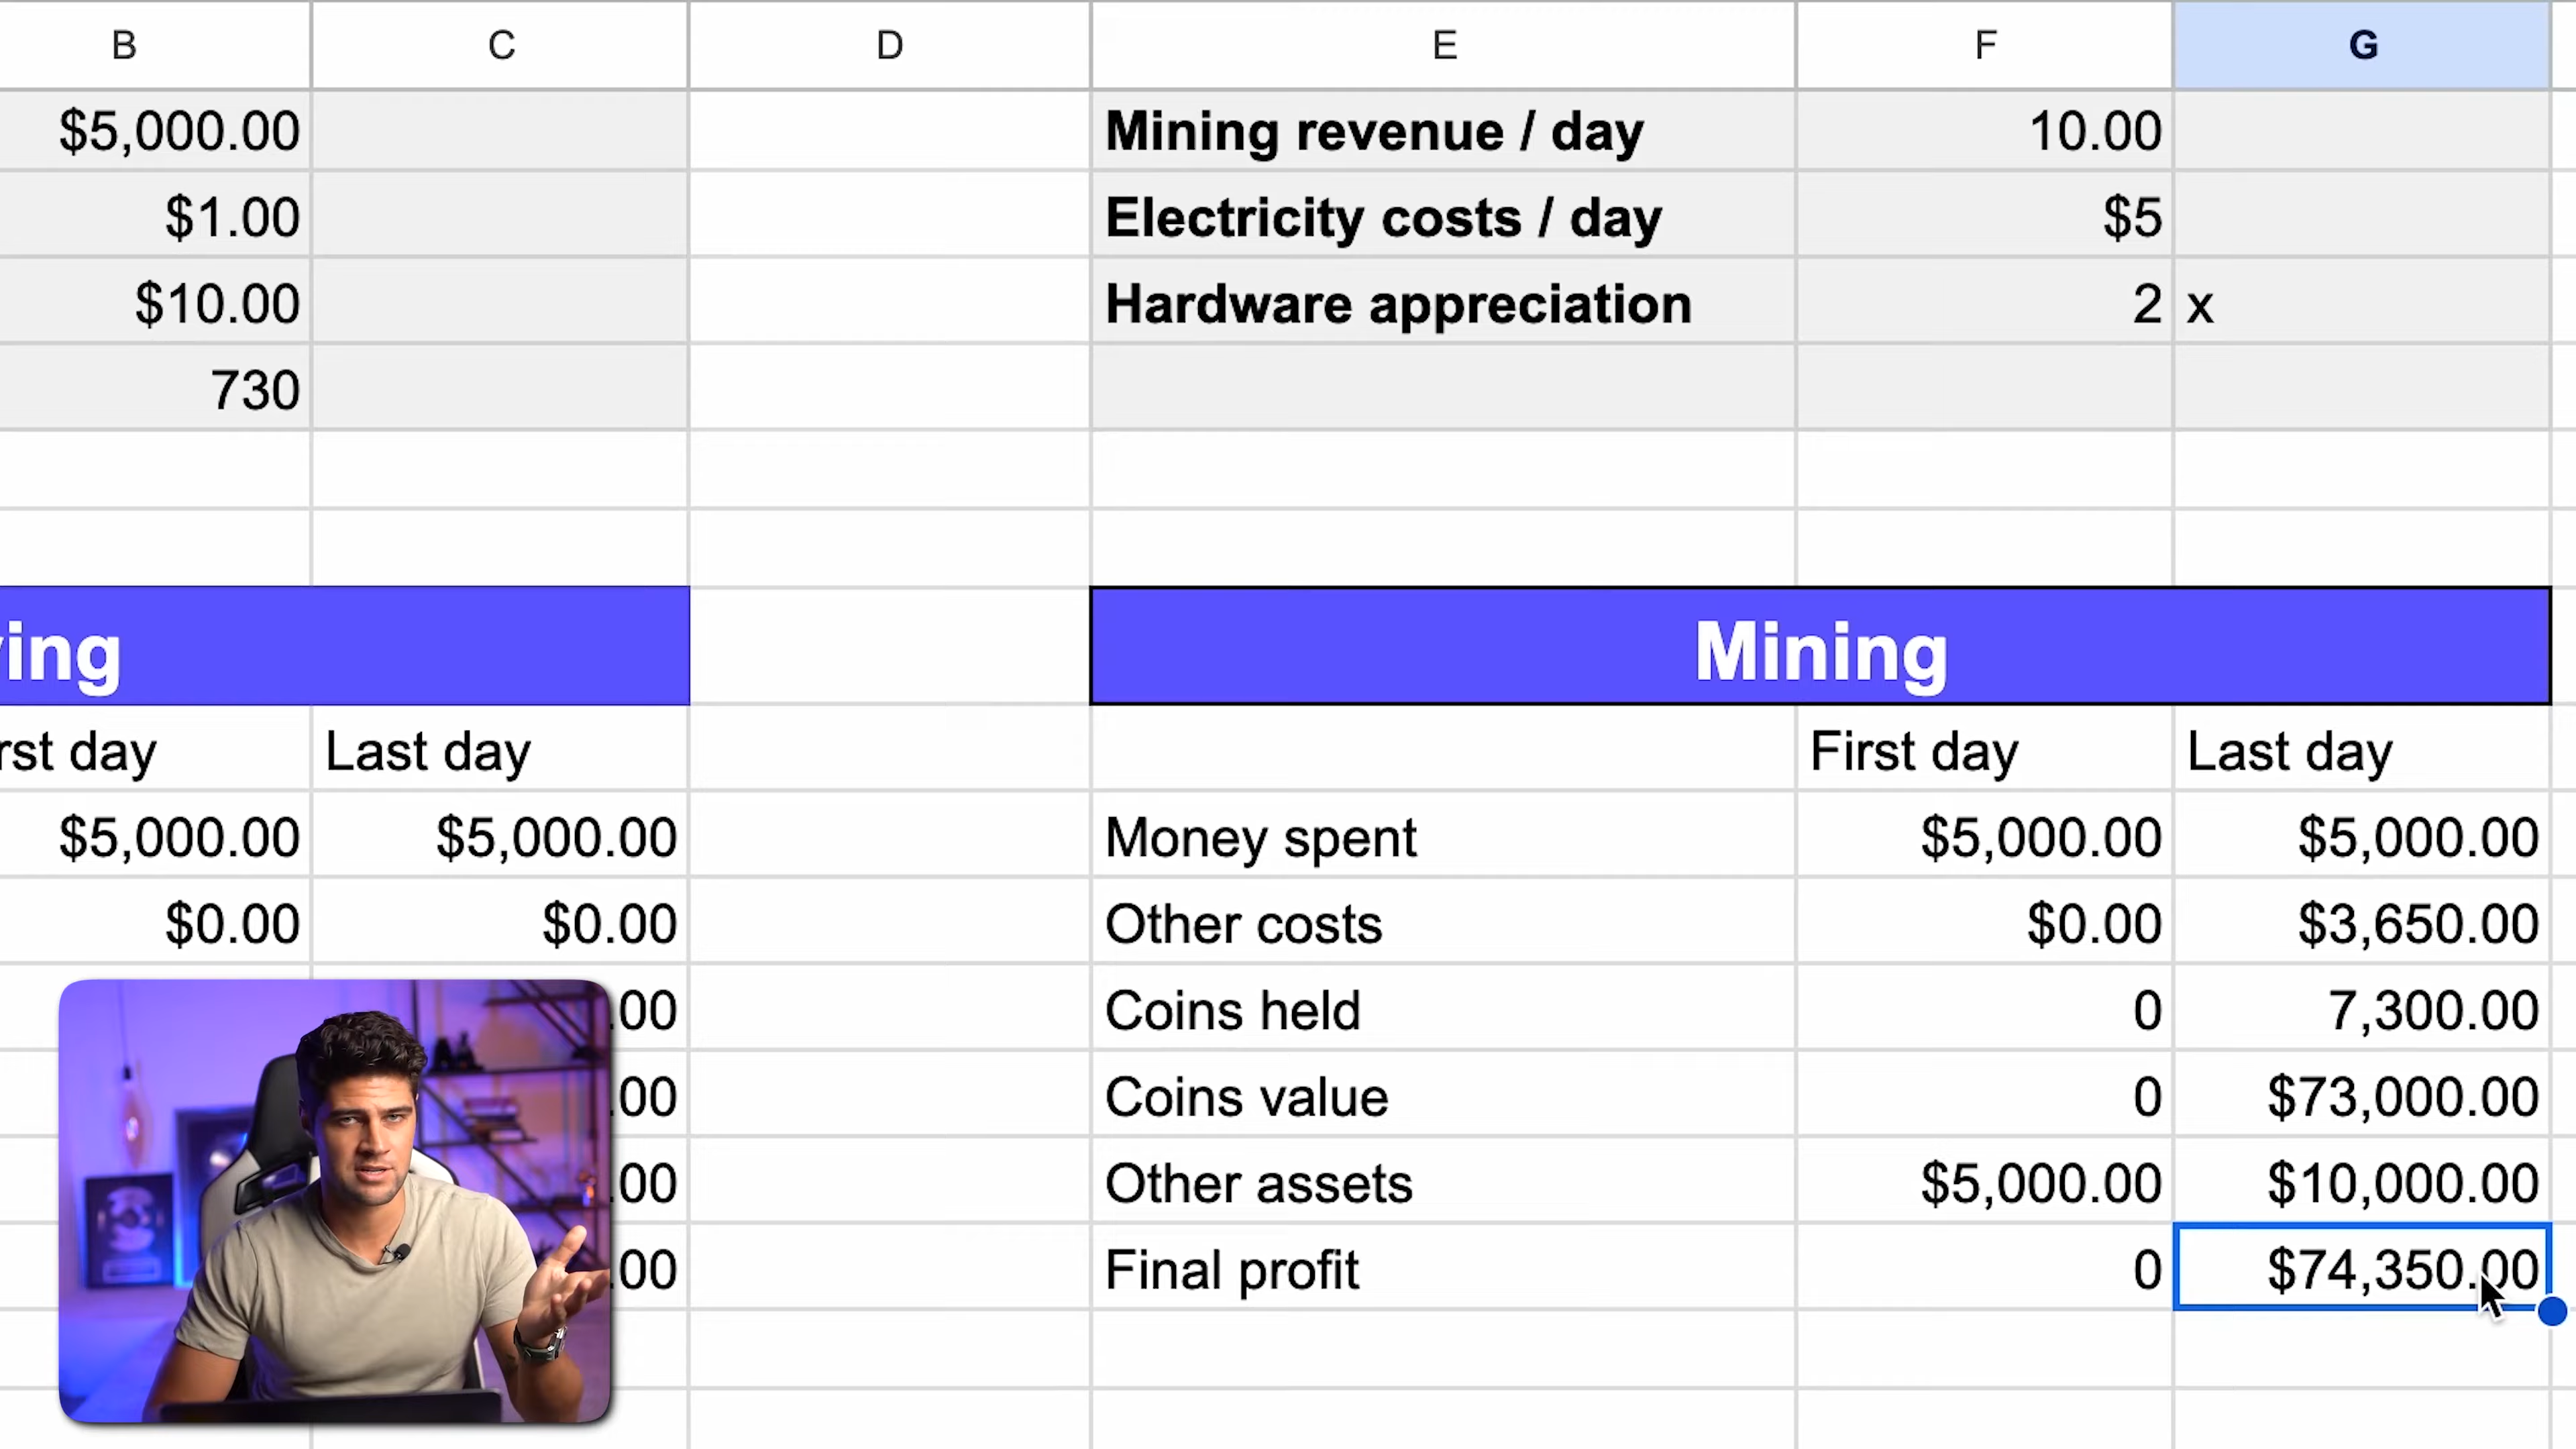 B C D E F G
$5,000.00 Mining revenue / day 10.00
$1.00 Electricity costs / day $5
$10.00 Hardware appreciation 2 x
730
ing Mining
rst day Last day First day Last day
$5,000.00 $5,000.00 Money spent $5,000.00 $5,000.00
$0.00 $0.00 Other costs $0.00 $3,650.00
.00 Coins held 0 7,300.00
.00 Coins value 0 $73,000.00
.00 Other assets $5,000.00 $10,000.00
.00 Final profit 0 $74,350.00